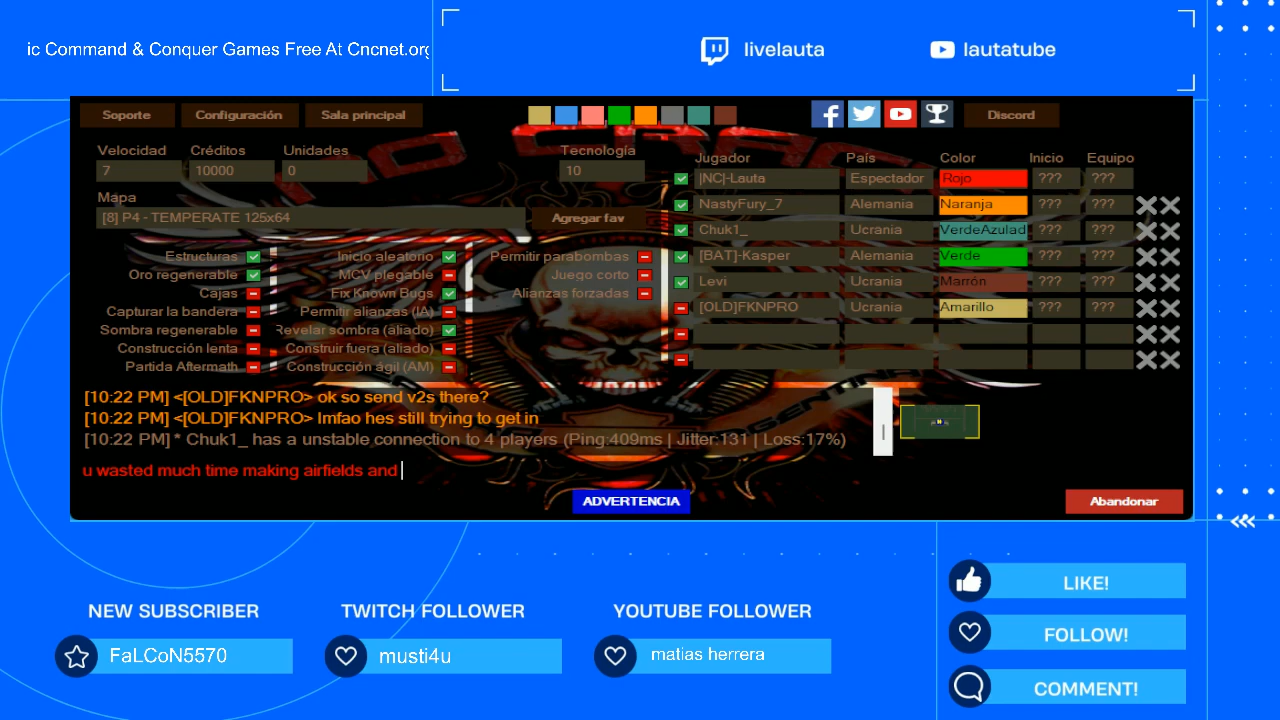 ic Command & Conquer Games Free At Cncnet.org
livelauta
lautatube
Soporte
Configuración
Sala principal
Discord
Velocidad
Créditos
Unidades
Tecnología
7
10000
0
10
Mapa
[8] P4 - TEMPERATE 125x64
Agregar fav
Estructuras
Inicio aleatorio
Permitir parabombas
Oro regenerable
MCV plegable
Juego corto
Cajas
Fix Known Bugs
Alianzas forzadas
Capturar la bandera
Permitir alianzas (IA)
Sombra regenerable
Revelar sombra (aliado)
Construcción lenta
Construir fuera (aliado)
Partida Aftermath
Construcción ágil (AM)
Jugador País Color Inicio Equipo
|NC|-Lauta Espectador Rojo ??? ???
NastyFury_7 Alemania Naranja ??? ???
Chuk1_ Ucrania VerdeAzulad ??? ???
[BAT]-Kasper Alemania Verde ??? ???
Levi Ucrania Marrón ??? ???
[OLD]FKNPRO Ucrania Amarillo ??? ???
[10:22 PM] <[OLD]FKNPRO> ok so send v2s there?
[10:22 PM] <[OLD]FKNPRO> lmfao hes still trying to get in
[10:22 PM] * Chuk1_ has a unstable connection to 4 players (Ping:409ms | Jitter:131 | Loss:17%)
u wasted much time making airfields and
ADVERTENCIA
Abandonar
NEW SUBSCRIBER
FaLCoN5570
TWITCH FOLLOWER
musti4u
YOUTUBE FOLLOWER
matias herrera
LIKE!
FOLLOW!
COMMENT!